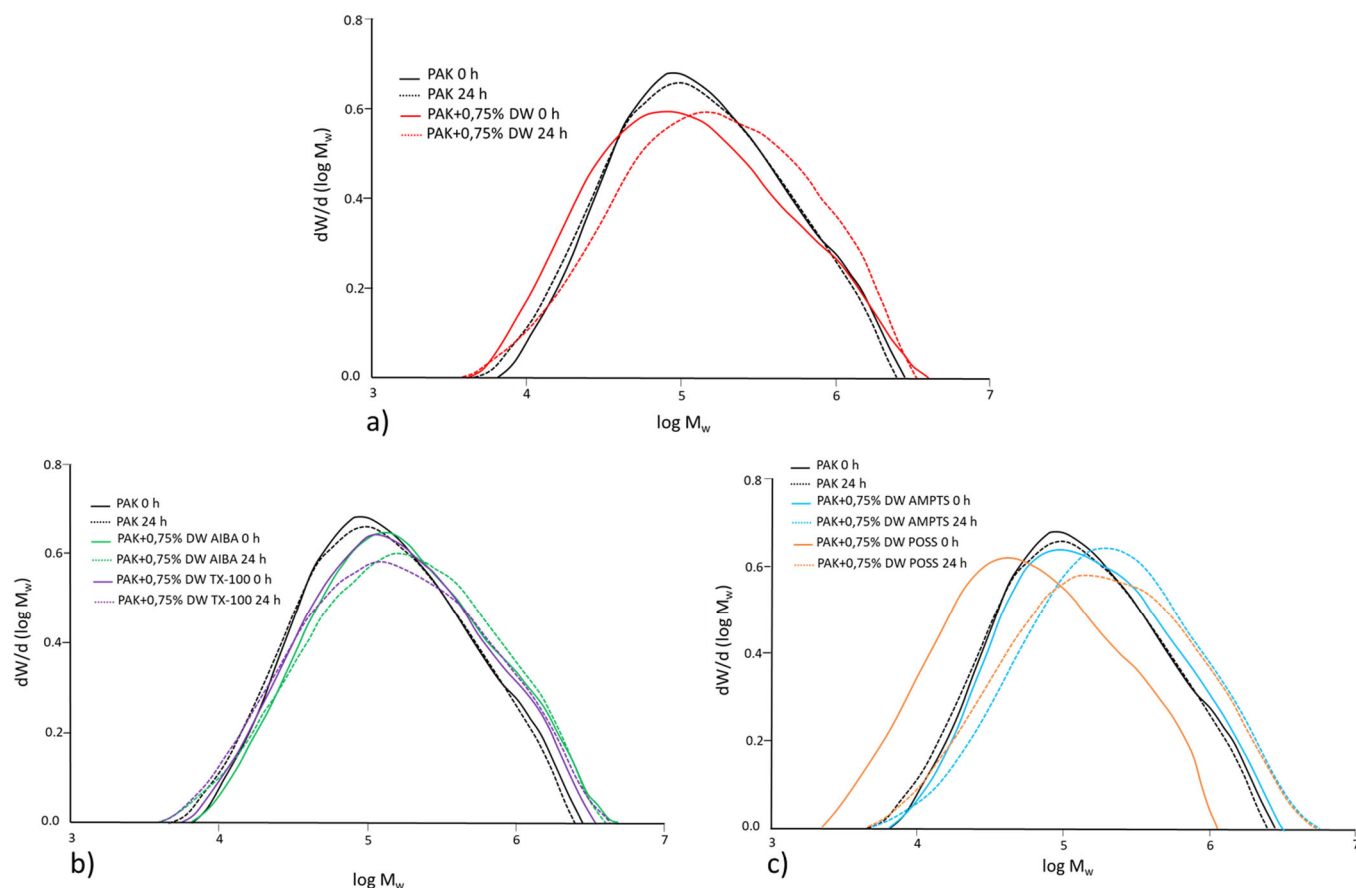 0.8
0.6
0.4
0.2
0.0
dW/d (log Mw)
PAK 0 h
PAK 24 h
PAK+0,75% DW 0 h
PAK+0,75% DW 24 h
3 4 5 6 7
log Mw
a)
0.8
0.6
0.4
0.2
0.0
dW/d (log Mw)
PAK 0 h
PAK 24 h
PAK+0,75% DW AIBA 0 h
PAK+0,75% DW AIBA 24 h
PAK+0,75% DW TX-100 0 h
PAK+0,75% DW TX-100 24 h
3 4 5 6 7
log Mw
b)
0.8
0.6
0.4
0.2
0.0
dW/d (log Mw)
PAK 0 h
PAK 24 h
PAK+0,75% DW AMPTS 0 h
PAK+0,75% DW AMPTS 24 h
PAK+0,75% DW POSS 0 h
PAK+0,75% DW POSS 24 h
4 5 6 7
log Mw
c)